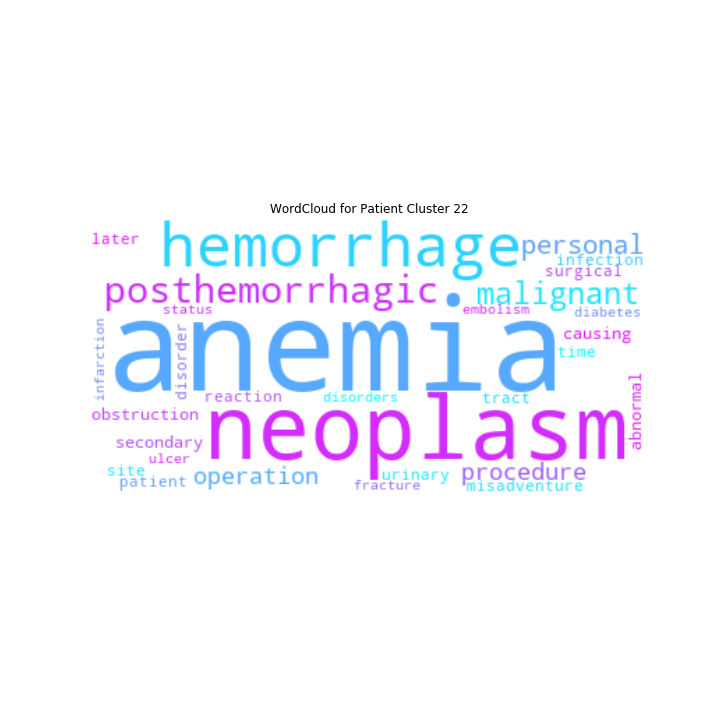 WordCloud for Patient Cluster 22
later
hemorrhage
personal
infection
surgical
posthemorrhagic
malignant
status
embolism
diabetes
anemia
infarction
disorder
causing
time
reaction
disorders
tract
abnormal
obstruction
neoplasm
secondary
ulcer
site
patient
operation
urinary
procedure
fracture
misadventure